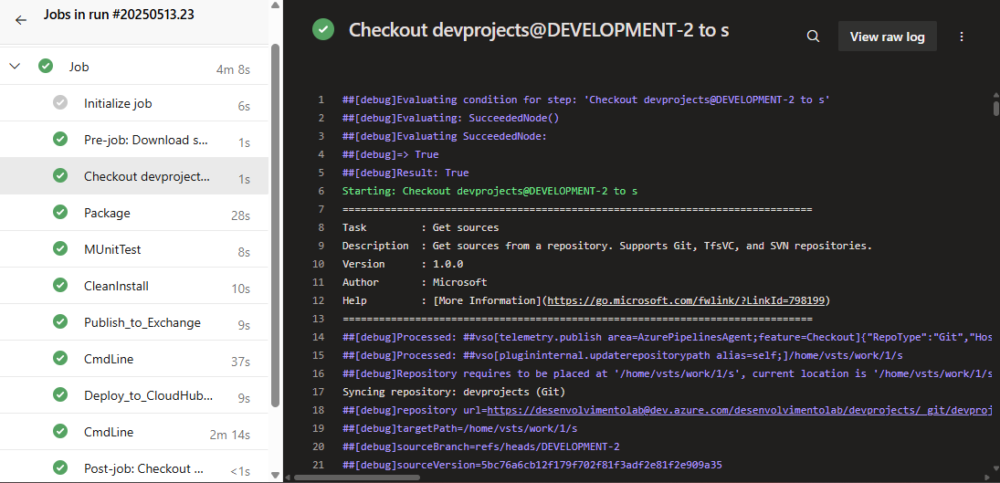 Jobs in run #20250513.23
Job
4m 8s
Initialize job
6s
Pre-job: Download s...
1s
Checkout devproject...
1s
Package
28s
MUnitTest
8s
CleanInstall
10s
Publish_to_Exchange
9s
CmdLine
37s
Deploy_to_CloudHub...
9s
CmdLine
2m 14s
Post-job: Checkout ...
<1s
Checkout devprojects@DEVELOPMENT-2 to s
View raw log
1 ##[debug]Evaluating condition for step: 'Checkout devprojects@DEVELOPMENT-2 to s'
2 ##[debug]Evaluating: SucceededNode()
3 ##[debug]Evaluating SucceededNode:
4 ##[debug]=> True
5 ##[debug]Result: True
6 Starting: Checkout devprojects@DEVELOPMENT-2 to s
7 ==============================================================================
8 Task         : Get sources
9 Description  : Get sources from a repository. Supports Git, TfsVC, and SVN repositories.
10 Version      : 1.0.0
11 Author       : Microsoft
12 Help         : [More Information](https://go.microsoft.com/fwlink/?LinkId=798199)
13 ==============================================================================
14 ##[debug]Processed: ##vso[telemetry.publish area=AzurePipelinesAgent;feature=Checkout]{"RepoType":"Git","Hos
15 ##[debug]Processed: ##vso[plugininternal.updaterepositorypath alias=self;]/home/vsts/work/1/s
16 ##[debug]Repository requires to be placed at '/home/vsts/work/1/s', current location is '/home/vsts/work/1/s
17 Syncing repository: devprojects (Git)
18 ##[debug]repository url=https://desenvolvimentolab@dev.azure.com/desenvolvimentolab/devprojects/_git/devproj
19 ##[debug]targetPath=/home/vsts/work/1/s
20 ##[debug]sourceBranch=refs/heads/DEVELOPMENT-2
21 ##[debug]sourceVersion=5bc76a6cb12f179f702f81f3adf2e81f2e909a35